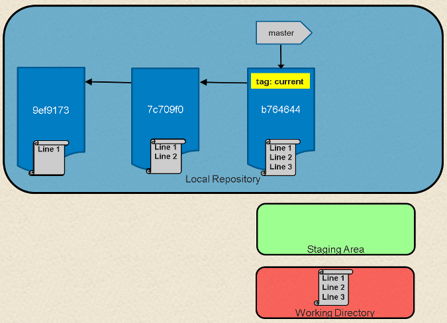 master
tag: current
9ef9173
7c709f0
b764644
Line 1
Line 1
Line 2
Line 1
Line 2
Line 3
Local Repository
Staging Area
Line 1
Line 2
Line 3
Working Directory